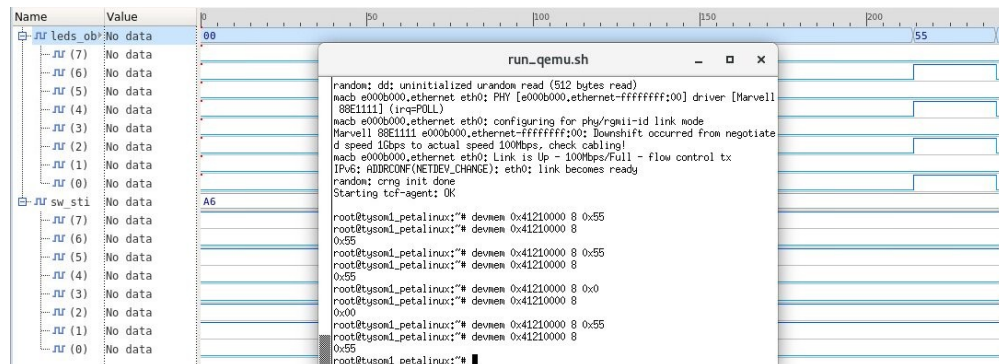 Name Value 0 50 100 150 200
leds_ob No data 00 55
(7) No data
(6) No data
(5) No data
(4) No data
(3) No data
(2) No data
(1) No data
(0) No data
sw_sti No data A6
(7) No data
(6) No data
(5) No data
(4) No data
(3) No data
(2) No data
(1) No data
(0) No data
run_qemu.sh
random: dd: uninitialized urandom read (512 bytes read)
macb e000b000.ethernet eth0: PHY [e000b000.ethernet-ffffffff:00] driver [Marvell
88E1111] (irq=POLL)
macb e000b000.ethernet eth0: configuring for phy/rgmii-id link mode
Marvell 88E1111 e000b000.ethernet-ffffffff:00: Downshift occurred from negotiate
d speed 1Gbps to actual speed 100Mbps, check cabling!
macb e000b000.ethernet eth0: Link is Up - 100Mbps/Full - flow control tx
IPv6: ADDRCONF(NETDEV_CHANGE): eth0: link becomes ready
random: crng init done
Starting tcf-agent: OK
root@tysom1_petalinux:~# devmem 0x41210000 8 0x55
root@tysom1_petalinux:~# devmem 0x41210000 8
0x55
root@tysom1_petalinux:~# devmem 0x41210000 8 0x55
root@tysom1_petalinux:~# devmem 0x41210000 8
0x55
root@tysom1_petalinux:~# devmem 0x41210000 8 0x0
root@tysom1_petalinux:~# devmem 0x41210000 8
0x00
root@tysom1_petalinux:~# devmem 0x41210000 8 0x55
root@tysom1_petalinux:~# devmem 0x41210000 8
0x55
root@tysom1_petalinux:~#